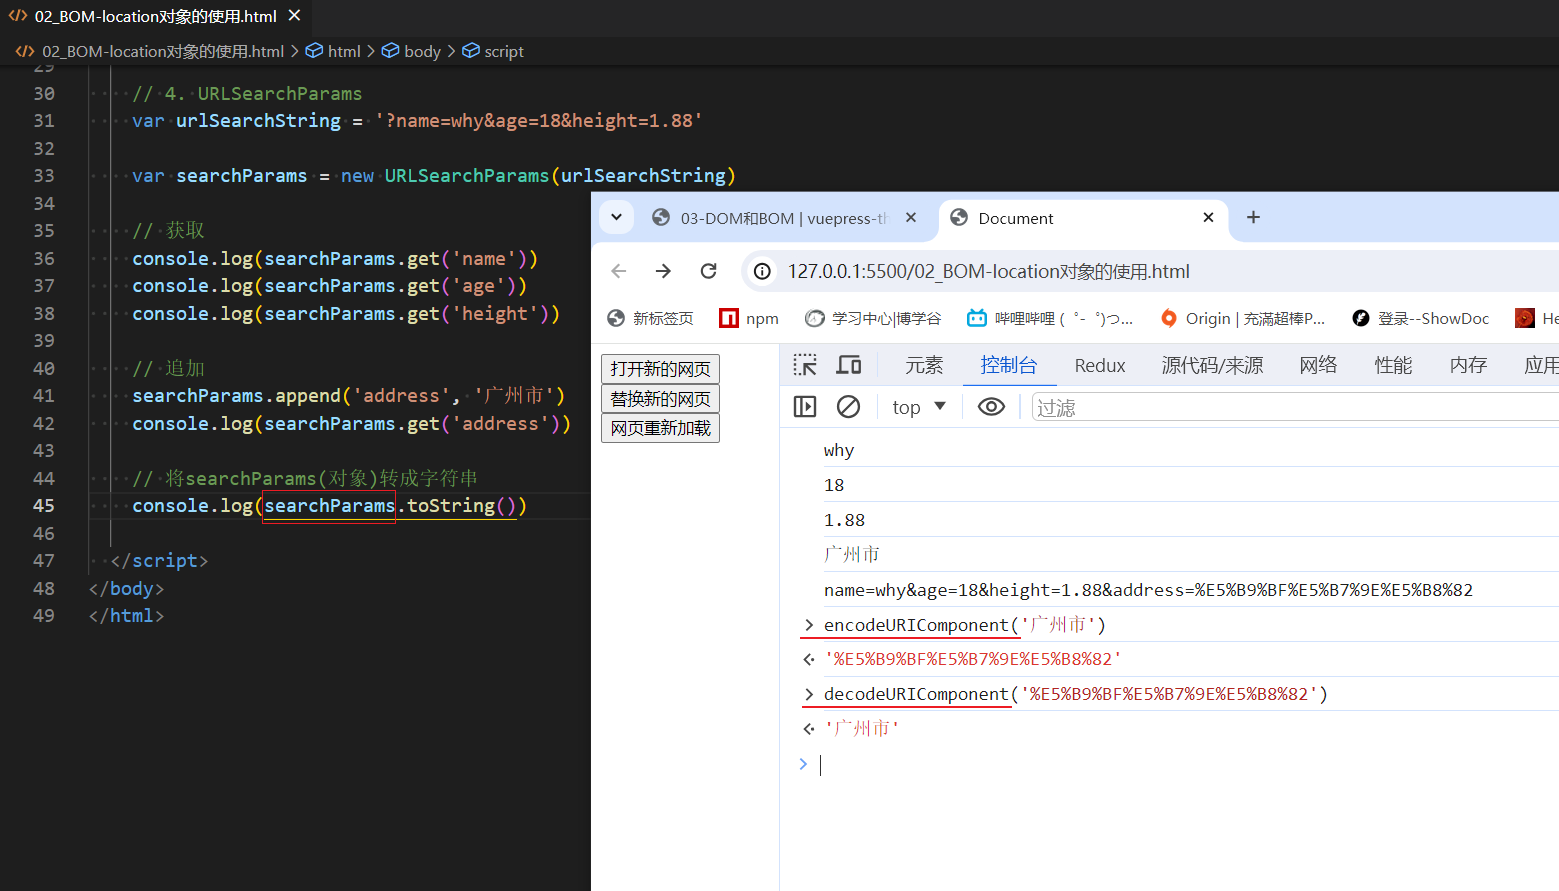 02_BOM-location对象的使用.html
02_BOM-location对象的使用.html > html > body > script
29
30 // 4. URLSearchParams
31 var urlSearchString = '?name=why&age=18&height=1.88'
32
33 var searchParams = new URLSearchParams(urlSearchString)
34
35 // 获取
36 console.log(searchParams.get('name'))
37 console.log(searchParams.get('age'))
38 console.log(searchParams.get('height'))
39
40 // 追加
41 searchParams.append('address', '广州市')
42 console.log(searchParams.get('address'))
43
44 // 将searchParams(对象)转成字符串
45 console.log(searchParams.toString())
46
47 </script>
48 </body>
49 </html>
03-DOM和BOM | vuepress-th
Document
127.0.0.1:5500/02_BOM-location对象的使用.html
新标签页 npm 学习中心|博学谷 哔哩哔哩 ( ゜- ゜)つ... Origin | 充满超棒P... 登录--ShowDoc He
打开新的网页
替换新的网页
网页重新加载
元素 控制台 Redux 源代码/来源 网络 性能 内存 应用
top 过滤
why
18
1.88
广州市
name=why&age=18&height=1.88&address=%E5%B9%BF%E5%B7%9E%E5%B8%82
> encodeURIComponent('广州市')
'%E5%B9%BF%E5%B7%9E%E5%B8%82'
> decodeURIComponent('%E5%B9%BF%E5%B7%9E%E5%B8%82')
'广州市'
>